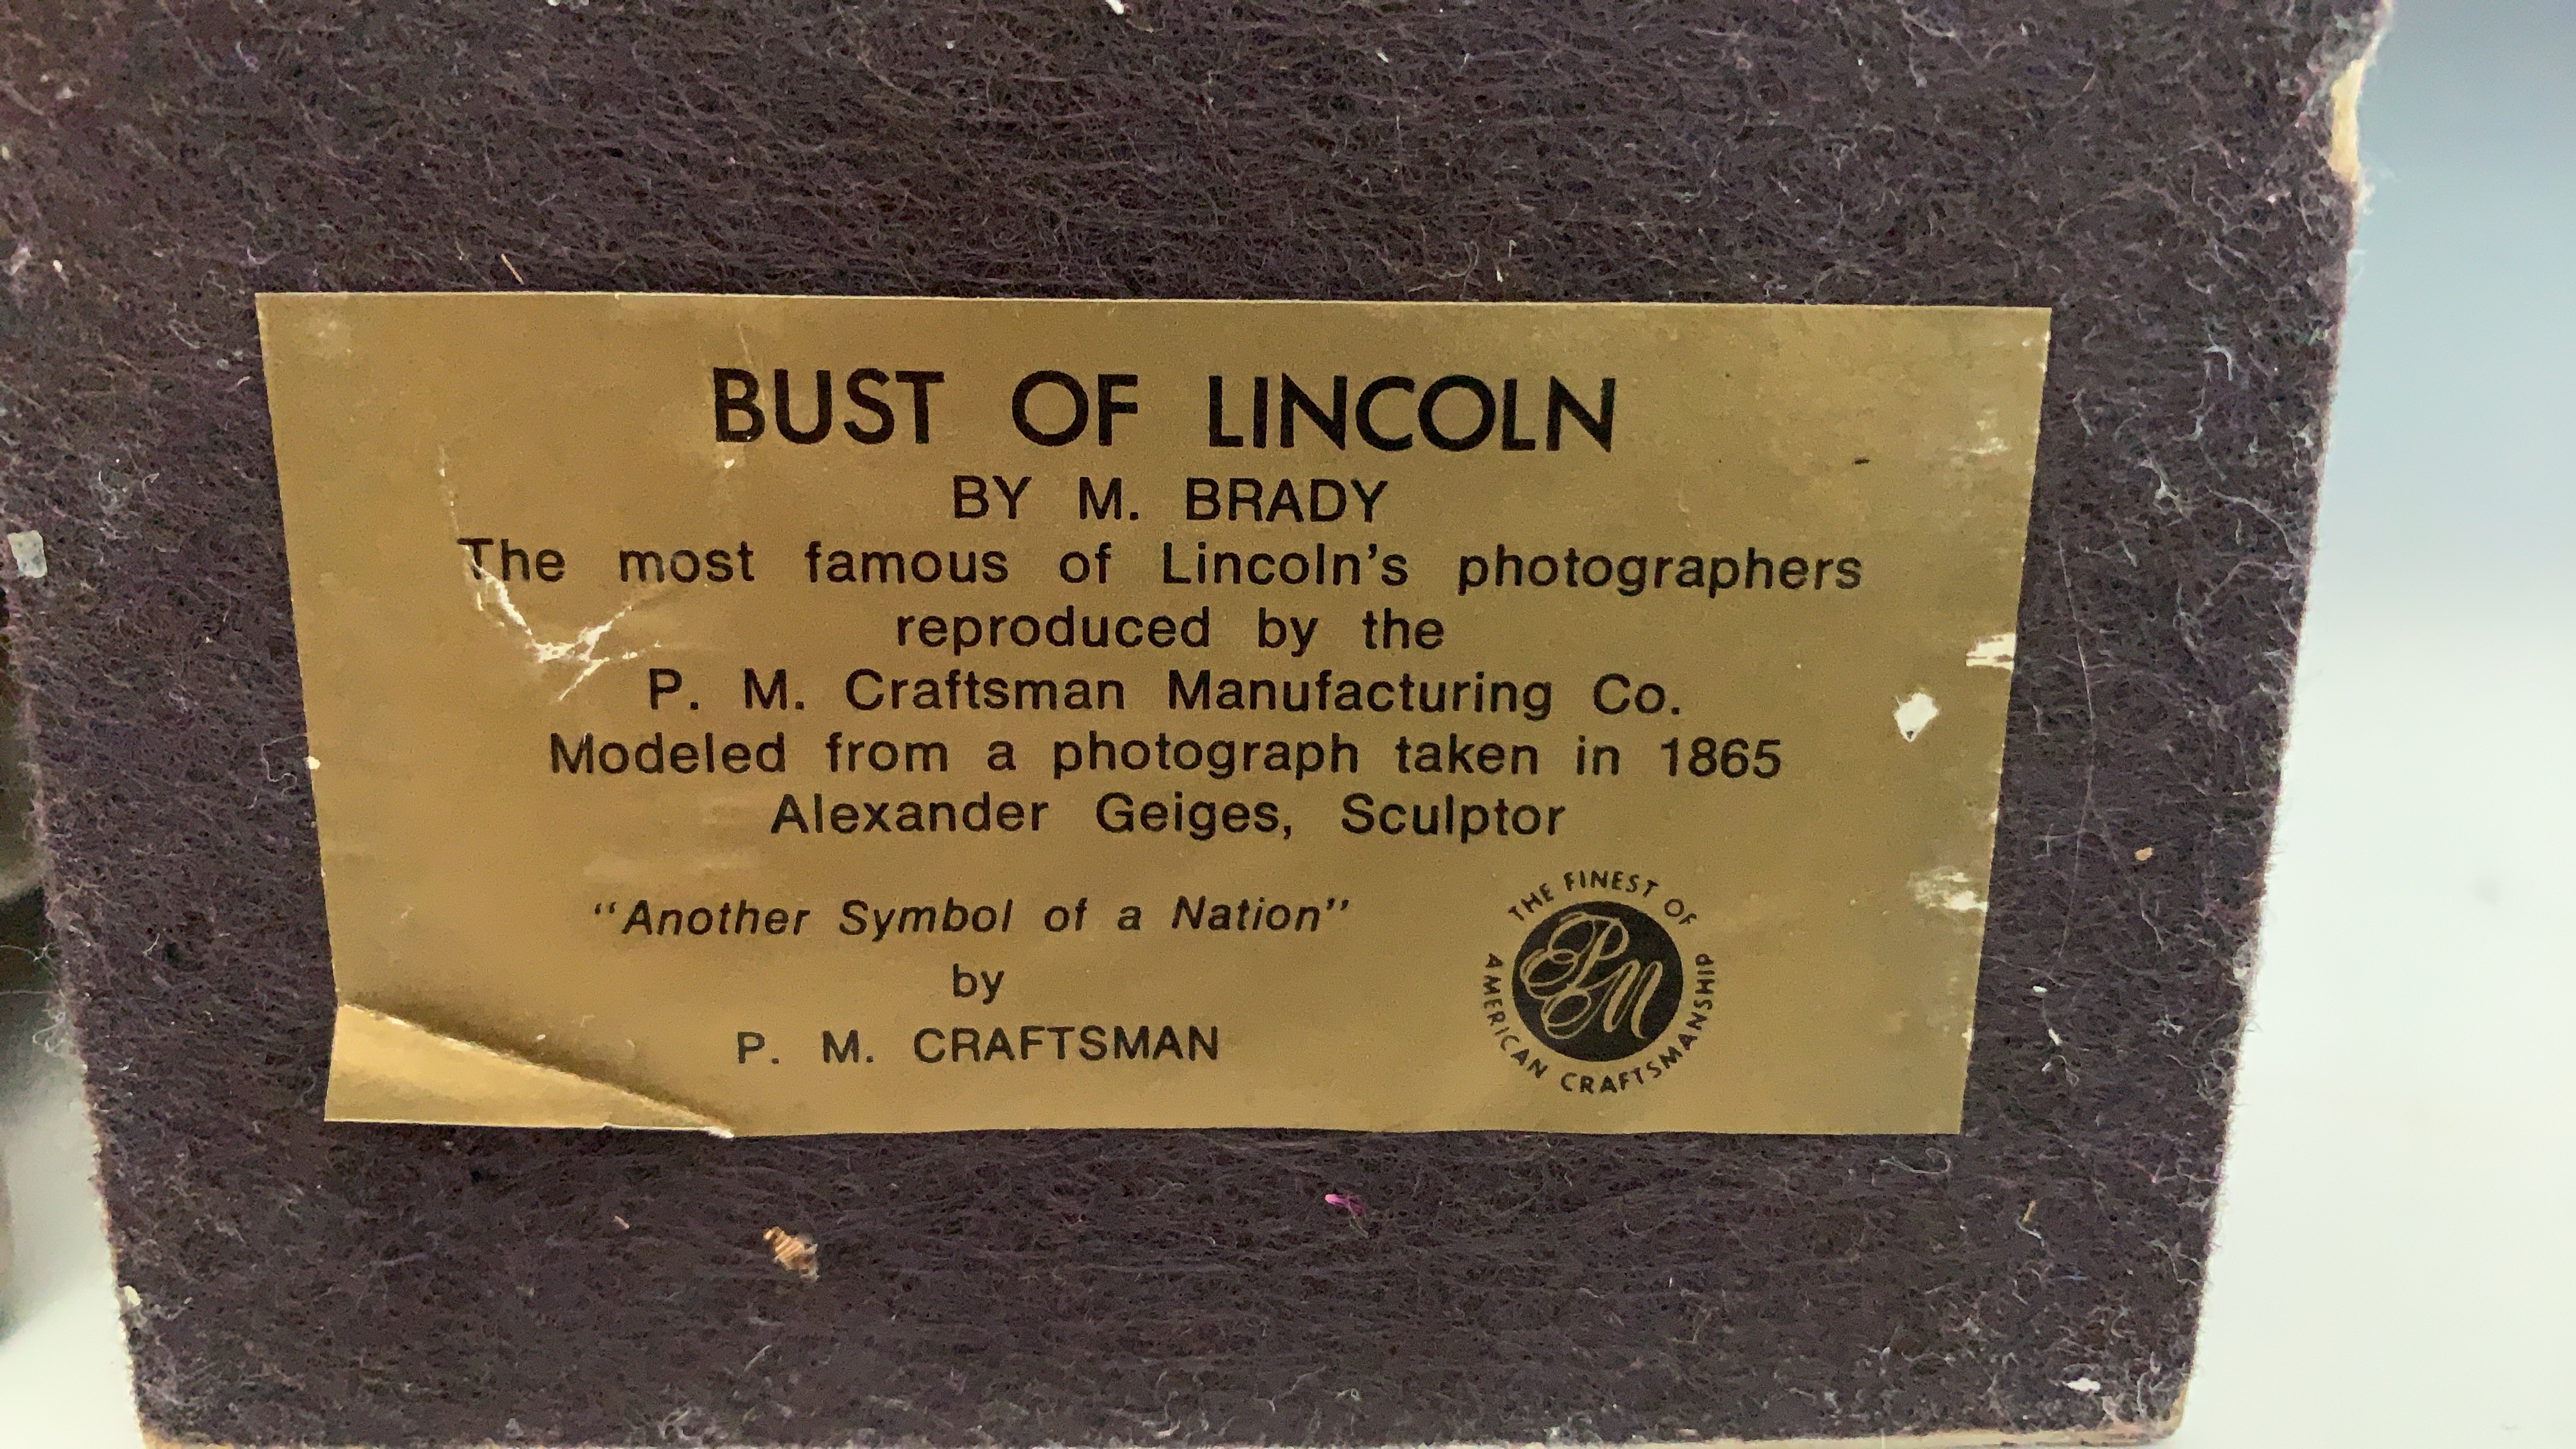 BUST OF LINCOLN
BY M. BRADY
The most famous of Lincoln's photographers
reproduced by the
P. M. Craftsman Manufacturing Co.
Modeled from a photograph taken in 1865
Alexander Geiges, Sculptor
"Another Symbol of a Nation"
by
P. M. CRAFTSMAN
THE FINEST OF
AMERICAN CRAFTSMANSHIP
PM